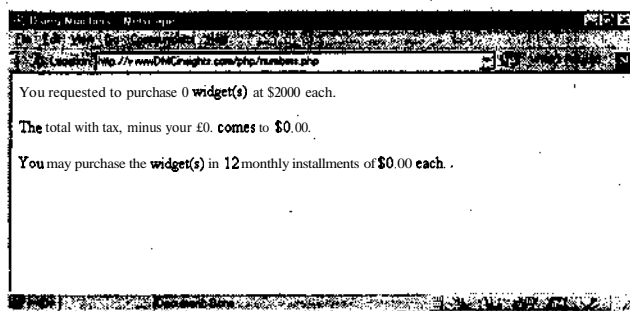 Using Numbers - Netscape
Location: http://www.DMCinsights.com/php/numbers.php
You requested to purchase 0 widget(s) at $2000 each.
The total with tax, minus your £0. comes to $0.00.
You may purchase the widget(s) in 12 monthly installments of $0.00 each.
Document: Done